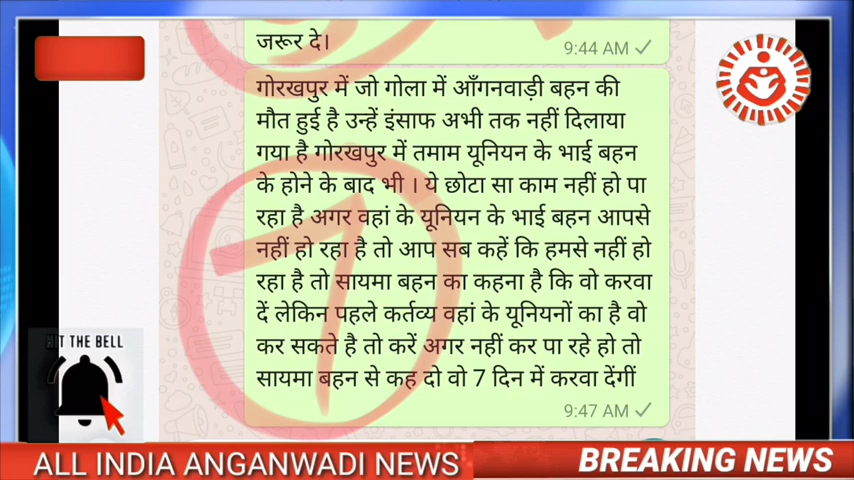 जरूर दे।
9:44 AM
गोरखपुर में जो गोला में आँगनवाड़ी बहन की
मौत हुई है उन्हें इंसाफ अभी तक नहीं दिलाया
गया है गोरखपुर में तमाम यूनियन के भाई बहन
के होने के बाद भी । ये छोटा सा काम नहीं हो पा
रहा है अगर वहां के यूनियन के भाई बहन आपसे
नहीं हो रहा है तो आप सब कहें कि हमसे नहीं हो
रहा है तो सायमा बहन का कहना है कि वो करवा
दें लेकिन पहले कर्तव्य वहां के यूनियनों का है वो
कर सकते है तो करें अगर नहीं कर पा रहे हो तो
सायमा बहन से कह दो वो 7 दिन में करवा देंगीं
9:47 AM
7
HIT THE BELL
ALL INDIA ANGANWADI NEWS
BREAKING NEWS